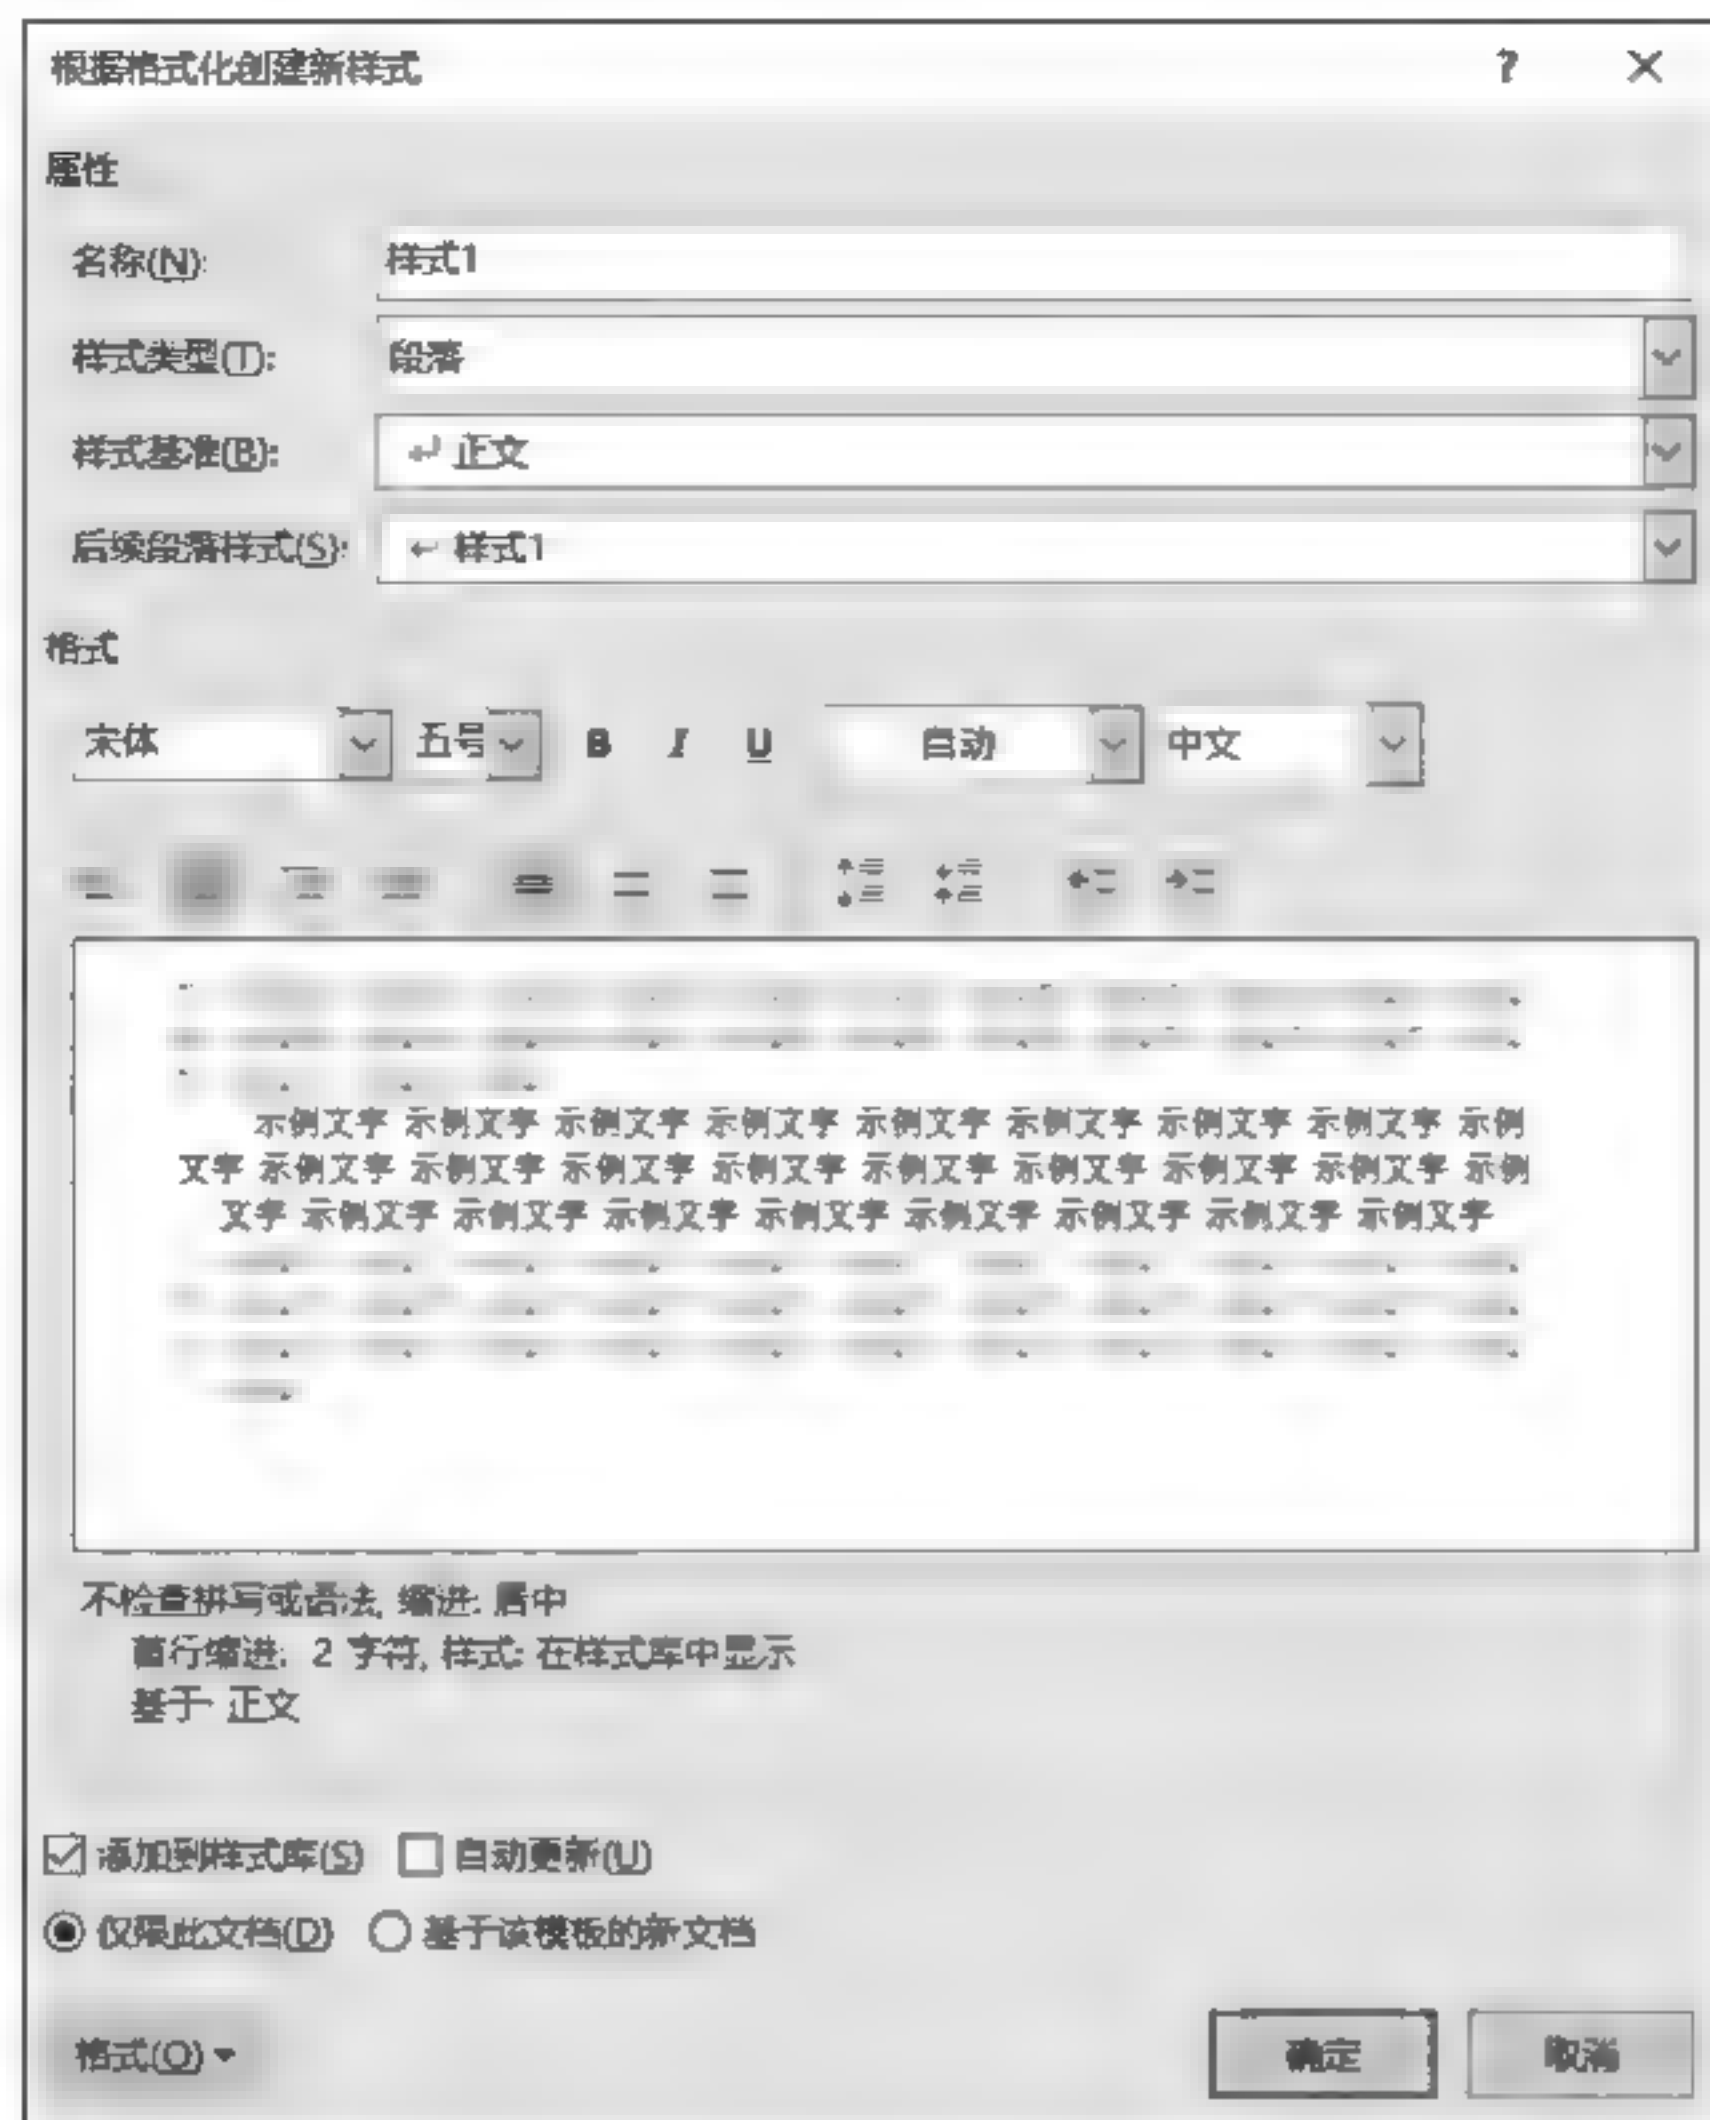 根据格式化创建新样式 ?
属性
名称(N): 样式1
样式类型(T): 段落
样式基准(B): 正文
后续段落样式(S): 样式1
格式
宋体 五号 B I U 自动 中文
示例文字 示例文字 示例文字 示例文字 示例文字 示例文字 示例文字 示例文字 示例
文字 示例文字 示例文字 示例文字 示例文字 示例文字 示例文字 示例文字 示例文字 示例
文字 示例文字 示例文字 示例文字 示例文字 示例文字 示例文字 示例文字 示例文字
不检查拼写或语法, 缩进: 居中
首行缩进: 2 字符, 样式: 在样式库中显示
基于: 正文
添加到样式库(S) 自动更新(U)
仅限此文档(D) 基于该模板的新文档
格式(O) 确定 取消